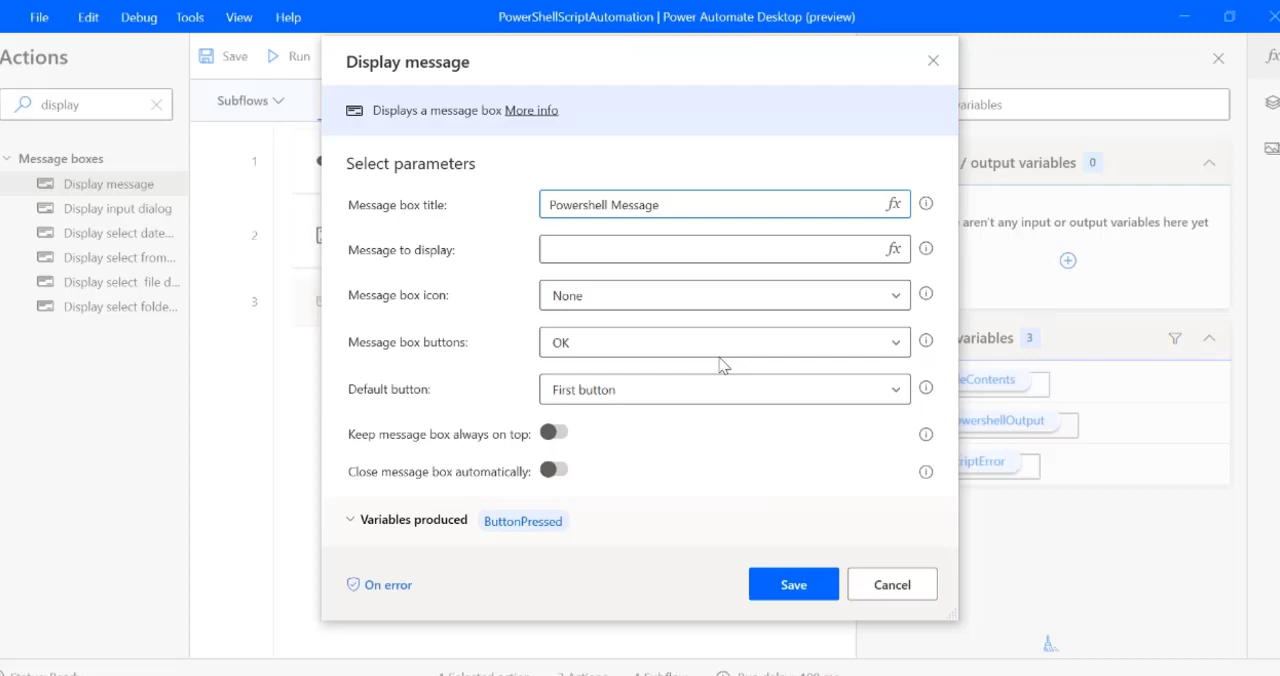 File Edit Debug Tools View Help PowerShellScriptAutomation | Power Automate Desktop (preview)
Actions
Save Run
display
Subflows
Message boxes
Display message
Display input dialog
Display select date...
Display select from...
Display select file d...
Display select folde...
1
2
3
Display message
Displays a message box More info
Select parameters
Message box title: Powershell Message fx
Message to display: fx
Message box icon: None
Message box buttons: OK
Default button: First button
Keep message box always on top:
Close message box automatically:
Variables produced ButtonPressed
On error Save Cancel
fx
ariables
/ output variables 0
aren't any input or output variables here yet
variables 3
leContents
owershellOutput
riptError